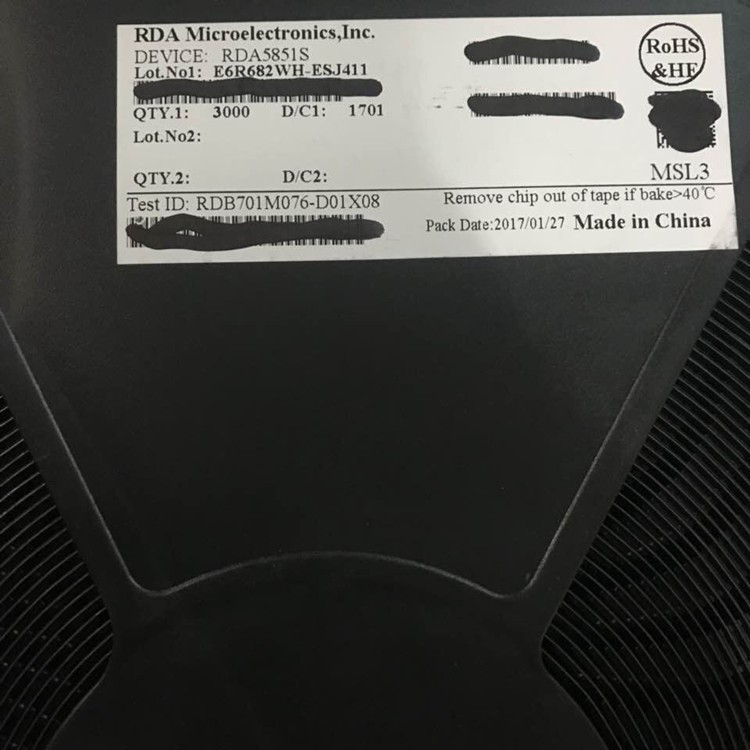 RDA Microelectronics,Inc.
DEVICE: RDA5851S
Lot.No1: E6R682WH-ESJ411
QTY.1: 3000 D/C1: 1701
Lot.No2:
QTY.2: D/C2:
RoHS
&HF
MSL3
Test ID: RDB701M076-D01X08
Remove chip out of tape if bake>40℃
Pack Date:2017/01/27 Made in China